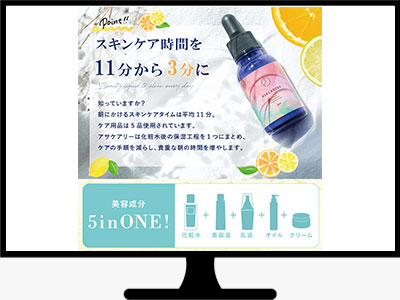 Point!!
スキンケア時間を
11分から3分に
知っていますか？
朝にかけるスキンケアタイムは平均11分。
ケア用品は5品使用されています。
アサケアリーは化粧水後の保湿工程を1つにまとめ、
ケアの手順を減らし、貴重な朝の時間を増やします。
美容成分
5inONE!
化粧水 + 美容液 + 乳液 + オイル + クリーム